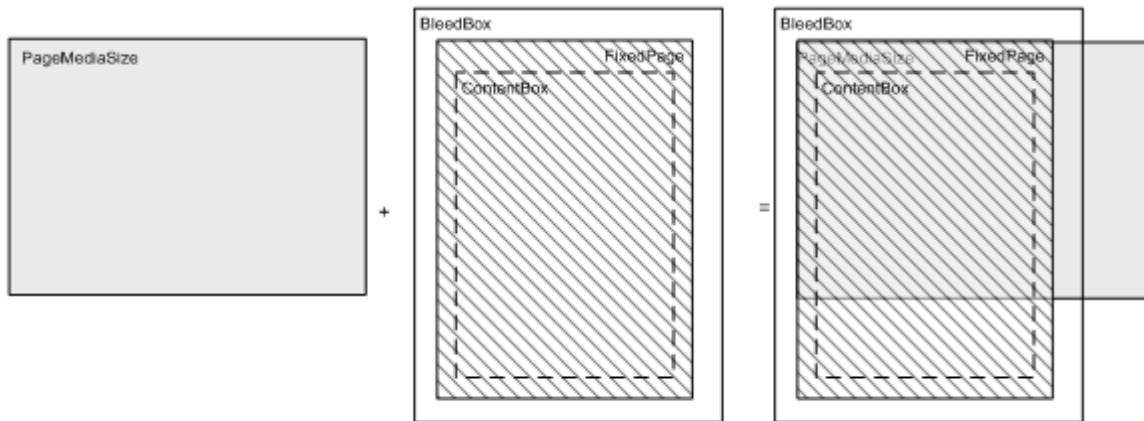 PageMediaSize
+
BleedBox
FixedPage
ContentBox
=
BleedBox
PageMediaSize FixedPage
ContentBox